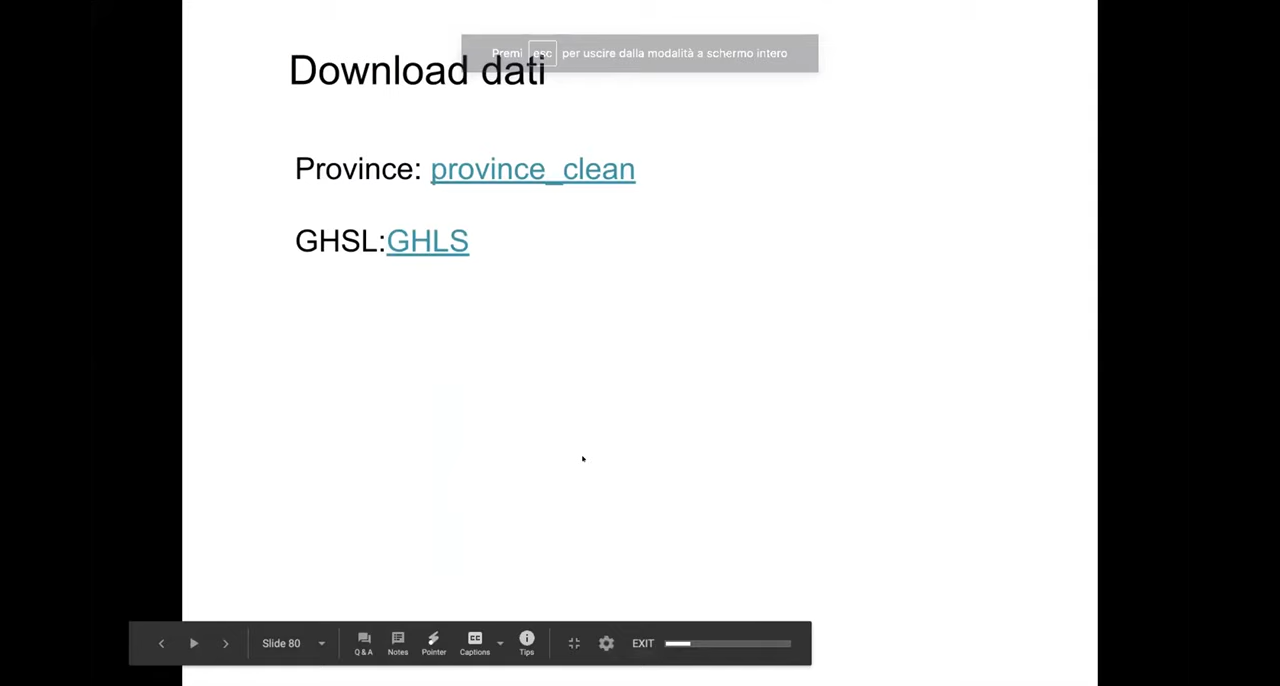 Premi esc per uscire dalla modalità a schermo intero
Download dati
Province: province_clean
GHSL:GHLS
Slide 80
Q & A
Notes
Pointer
CC
Captions
Tips
EXIT